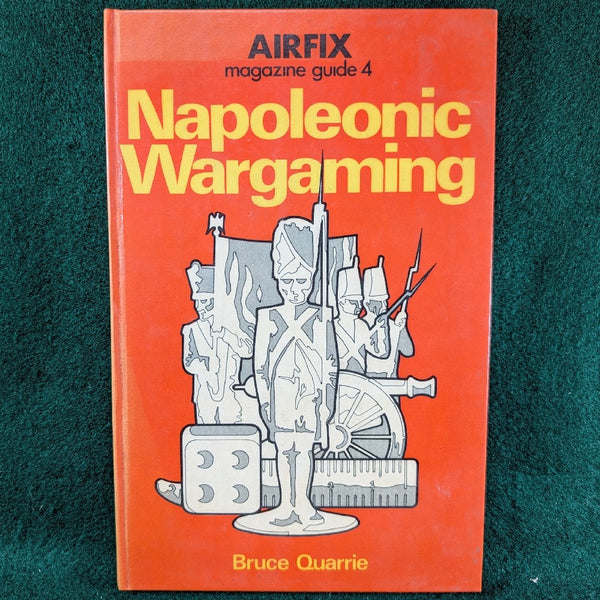 AIRFIX
magazine guide 4
Napoleonic
Wargaming
Bruce Quarrie